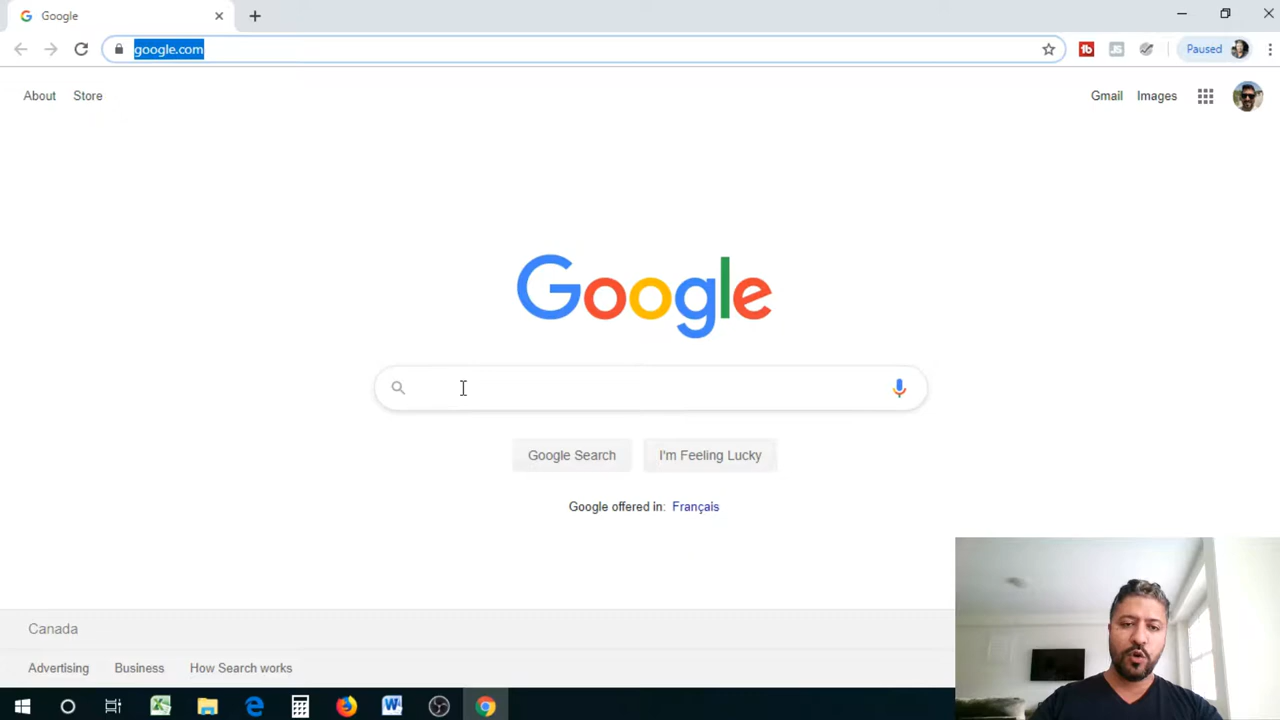 Google
google.com
Paused
About Store
Gmail Images
Google
Google Search I'm Feeling Lucky
Google offered in: Français
Canada
Advertising Business How Search works